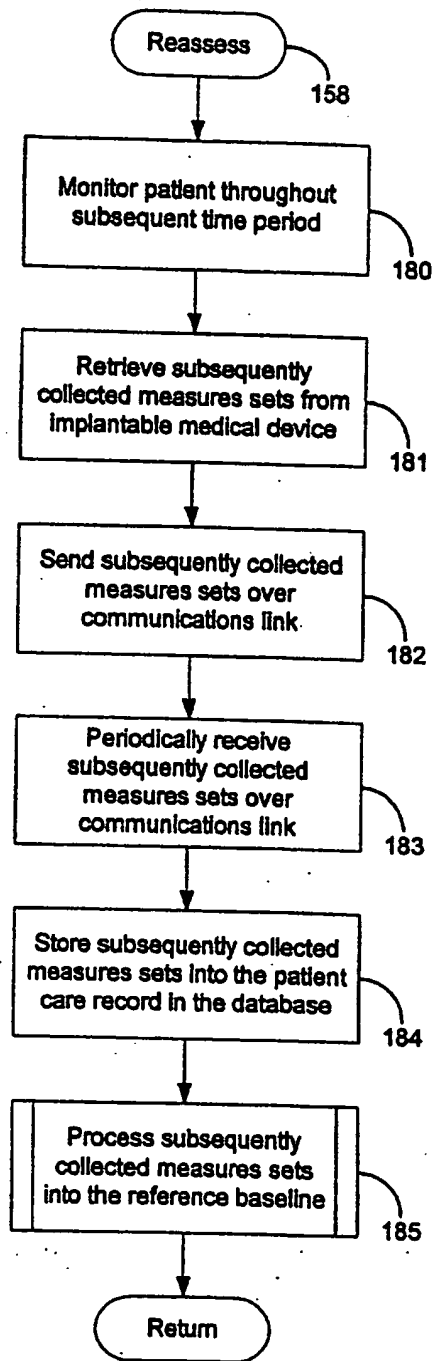 Reassess
158
Monitor patient throughout
subsequent time period
180
Retrieve subsequently
collected measures sets from
implantable medical device
181
Send subsequently collected
measures sets over
communications link
182
Periodically receive
subsequently collected
measures sets over
communications link
183
Store subsequently collected
measures sets into the patient
care record in the database
184
Process subsequently
collected measures sets
into the reference baseline
185
Return